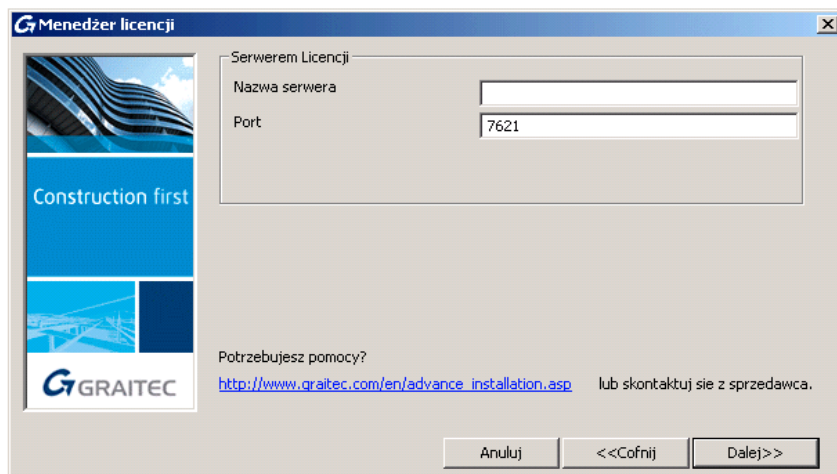 Menedżer licencji
Serwerem Licencji
Nazwa serwera
Port
7621
Construction first
GRAITEC
Potrzebujesz pomocy?
http://www.graitec.com/en/advance_installation.asp lub skontaktuj sie z sprzedawca.
Anuluj <<Cofnij Dalej>>